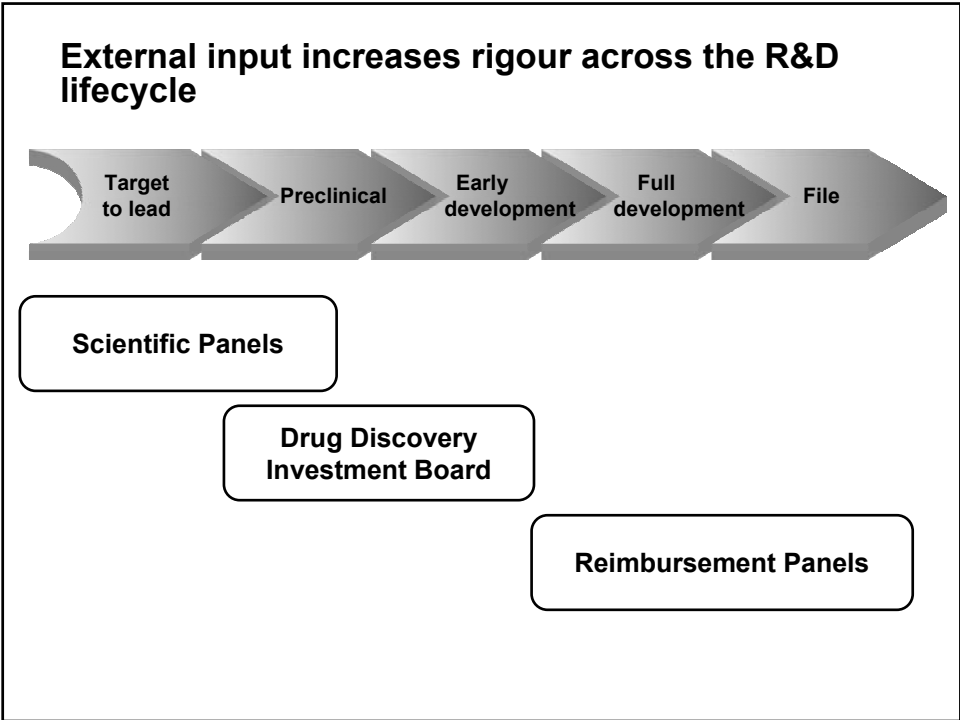 External input increases rigour across the R&D
lifecycle
Target
to lead
Preclinical
Early
development
Full
development
File
Scientific Panels
Drug Discovery
Investment Board
Reimbursement Panels